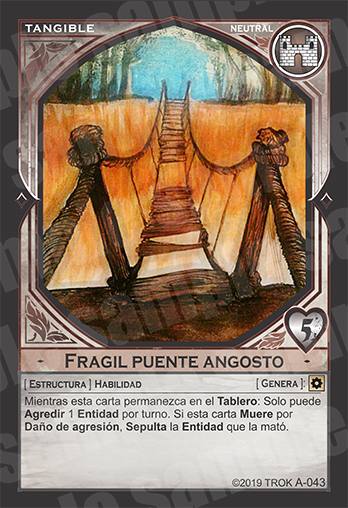 TANGIBLE
NEUTRAL
5
- FRAGIL PUENTE ANGOSTO -
[ ESTRUCTURA ] HABILIDAD [ GENERA ]:
Mientras esta carta permanezca en el Tablero: Solo puede
Agredir 1 Entidad por turno. Si esta carta Muere por
Daño de agresión, Sepulta la Entidad que la mató.
©2019 TROK A-043